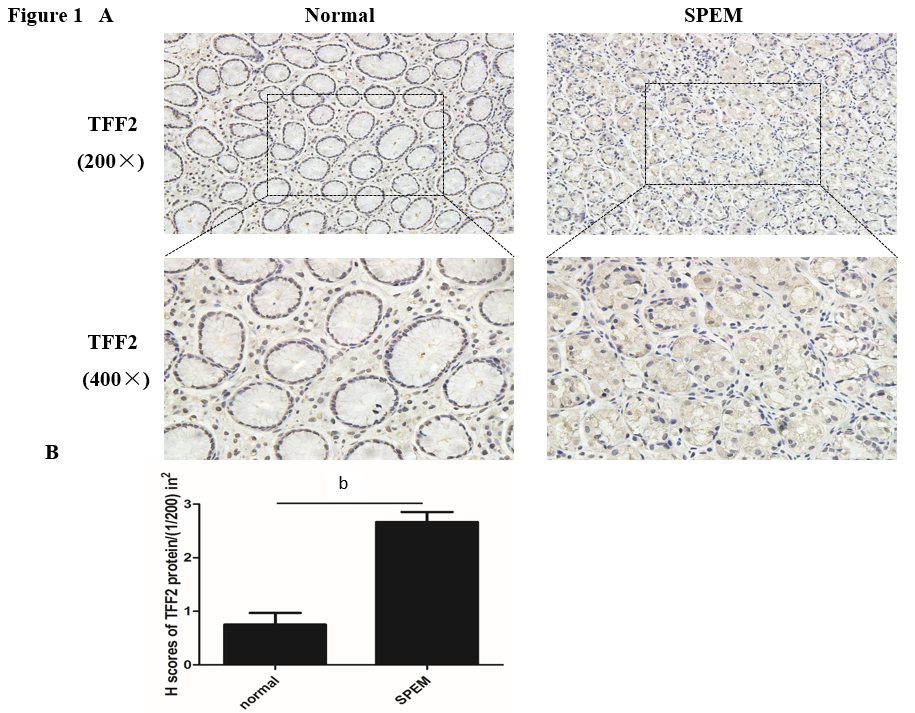 Figure 1 A
Normal
SPEM
TFF2
(200×)
TFF2
(400×)
B
b
H scores of TFF2 protein/(1/200) in2
3
2
1
0
normal
SPEM